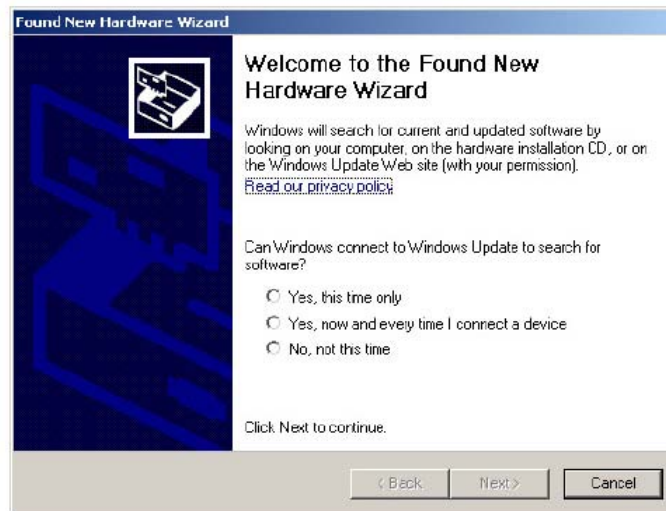 Found New Hardware Wizard
Welcome to the Found New
Hardware Wizard
Windows will search for current and updated software by
looking on your computer, on the hardware installation CD, or on
the Windows Update Web site (with your permission).
Read our privacy policy
Can Windows connect to Windows Update to search for
software?
Yes, this time only
Yes, now and every time I connect a device
No, not this time
Click Next to continue.
< Back
Next >
Cancel